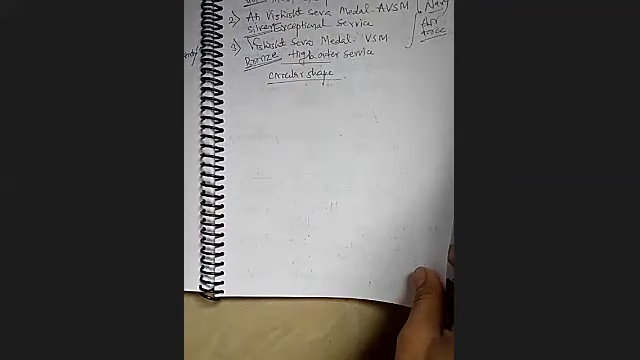 2) Ati Vishisht Seva Medal AVSM
Silver Exceptional Service
3) Vishisht Seva Medal VSM
Bronze High order service
circular shape
Navy
Air
force